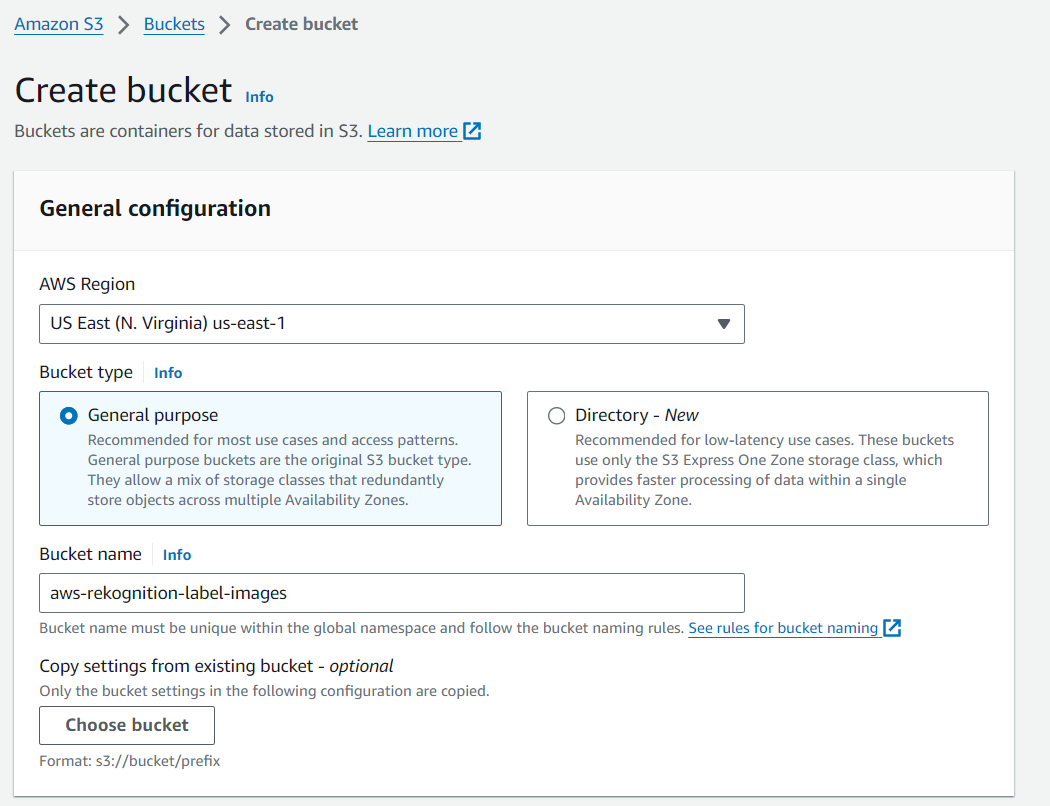 Amazon S3 > Buckets > Create bucket
Create bucket Info
Buckets are containers for data stored in S3. Learn more
General configuration
AWS Region
US East (N. Virginia) us-east-1
Bucket type Info
General purpose
Recommended for most use cases and access patterns.
General purpose buckets are the original S3 bucket type.
They allow a mix of storage classes that redundantly
store objects across multiple Availability Zones.
Directory - New
Recommended for low-latency use cases. These buckets
use only the S3 Express One Zone storage class, which
provides faster processing of data within a single
Availability Zone.
Bucket name Info
aws-rekognition-label-images
Bucket name must be unique within the global namespace and follow the bucket naming rules. See rules for bucket naming
Copy settings from existing bucket - optional
Only the bucket settings in the following configuration are copied.
Choose bucket
Format: s3://bucket/prefix